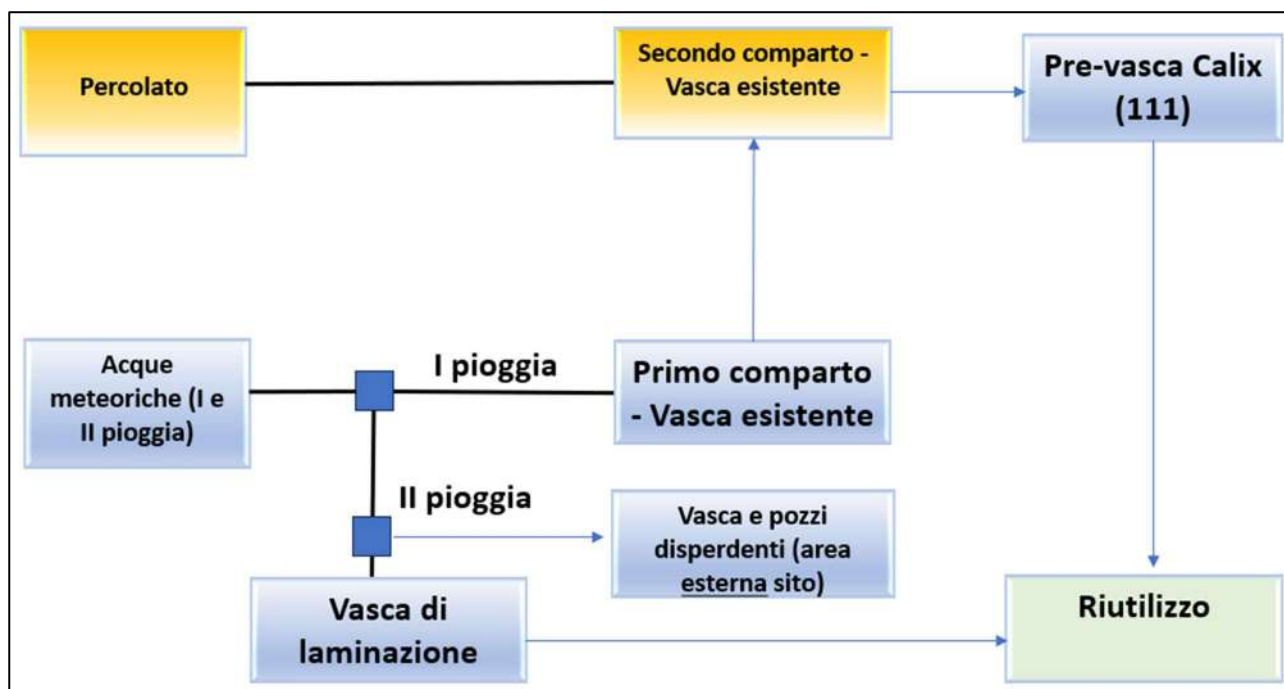 Percolato
Secondo comparto -
Vasca esistente
Pre-vasca Calix
(111)
Acque
meteoriche (I e
II pioggia)
I pioggia
Primo comparto
- Vasca esistente
II pioggia
Vasca e pozzi
disperdenti (area
esterna sito)
Vasca di
laminazione
Riutilizzo